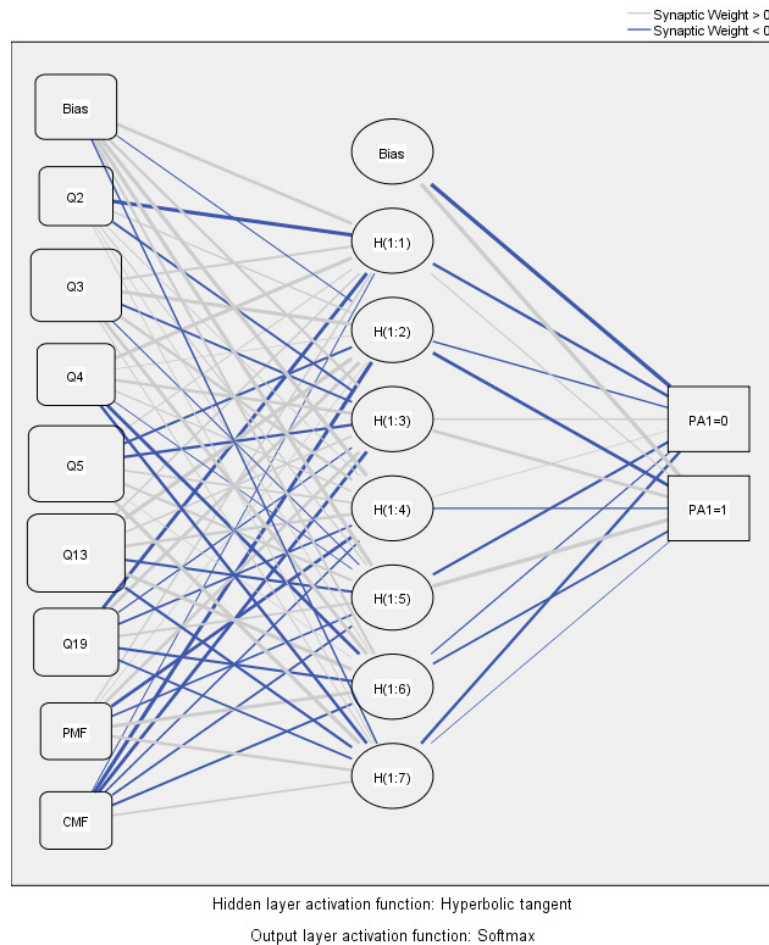 Synaptic Weight > 0
Synaptic Weight < 0
Bias
Q2
Q3
Q4
Q5
Q13
Q19
PMF
CMF
Bias
H(1:1)
H(1:2)
H(1:3)
H(1:4)
H(1:5)
H(1:6)
H(1:7)
PA1=0
PA1=1
Hidden layer activation function: Hyperbolic tangent
Output layer activation function: Softmax